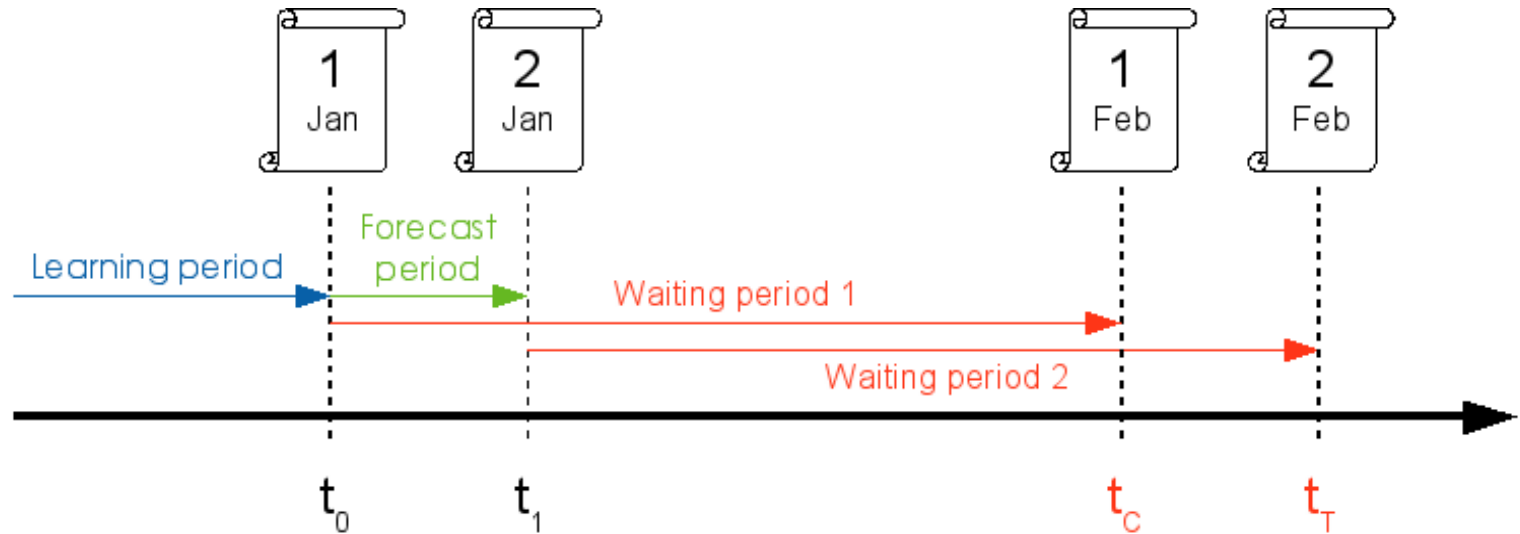 1
Jan
2
Jan
1
Feb
2
Feb
Learning period
Forecast
period
Waiting period 1
Waiting period 2
t0
t1
tC
tT